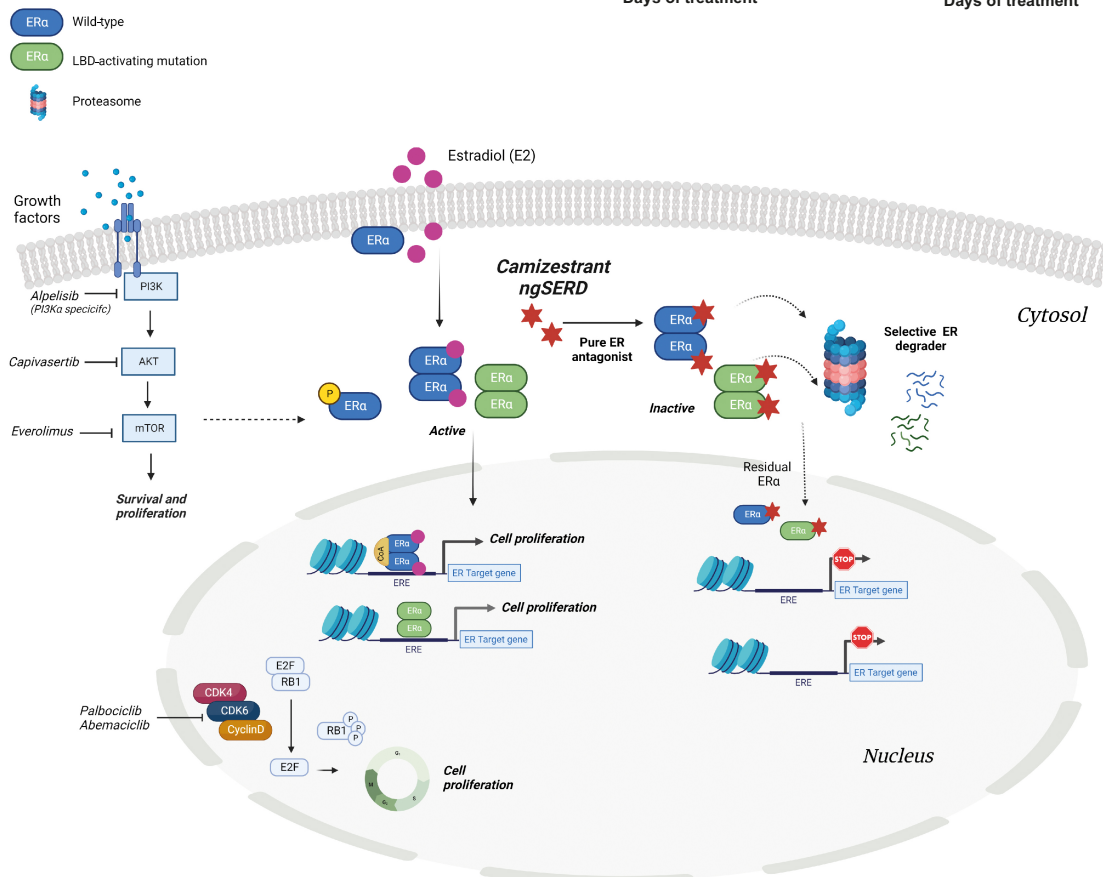 Days of treatment
Days of treatment
ERα
Wild-type
ERα
LBD-activating mutation
Proteasome
Estradiol (E2)
Growth
factors
ERα
Camizestrant
ngSERD
PI3K
Alpelisib
(PI3Kα specicifc)
Cytosol
ERα
ERα
Pure ER
antagonist
Selective ER
degrader
Capivasertib
AKT
ERα
ERα
ERα
ERα
ERα
ERα
P
ERα
Inactive
Active
Everolimus
mTOR
Residual
ERα
Survival and
proliferation
ERα
ERα
CoA
ERα
ERα
Cell proliferation
ERE
ER Target gene
STOP
ERE
ER Target gene
ERα
ERα
Cell proliferation
ERE
ER Target gene
STOP
ERE
ER Target gene
E2F
RB1
CDK4
CDK6
CyclinD
Palbociclib
Abemaciclib
RB1
P
P
P
E2F
G₁
M
S
G₂
Cell
proliferation
Nucleus